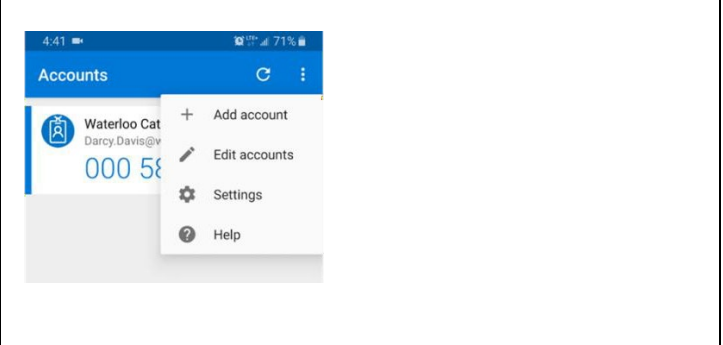 4:41 71%
Accounts
Add account
Waterloo Cat
Darcy.Davis@w
Edit accounts
000 58
Settings
Help